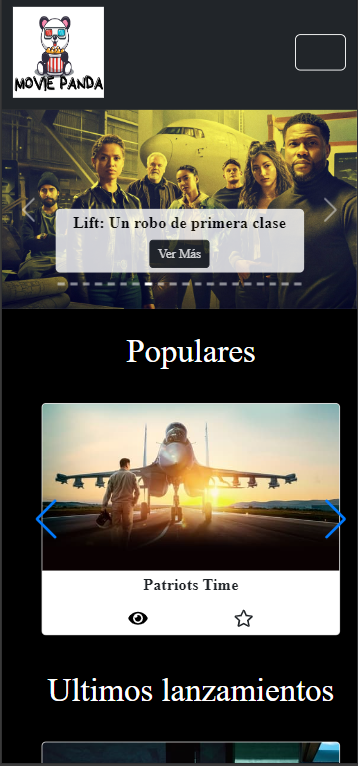 MOVIE PANDA
Lift: Un robo de primera clase
Ver Más
Populares
Patriots Time
Ultimos lanzamientos